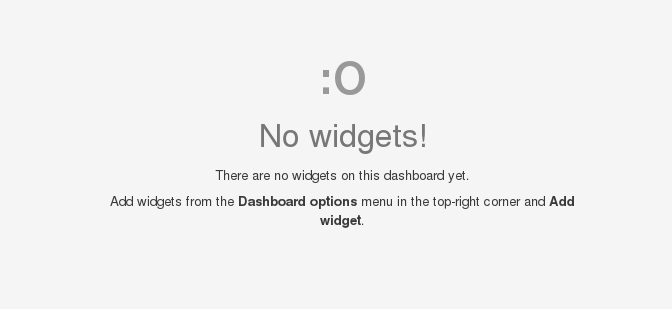 :O
No widgets!
There are no widgets on this dashboard yet.
Add widgets from the Dashboard options menu in the top-right corner and Add
widget.